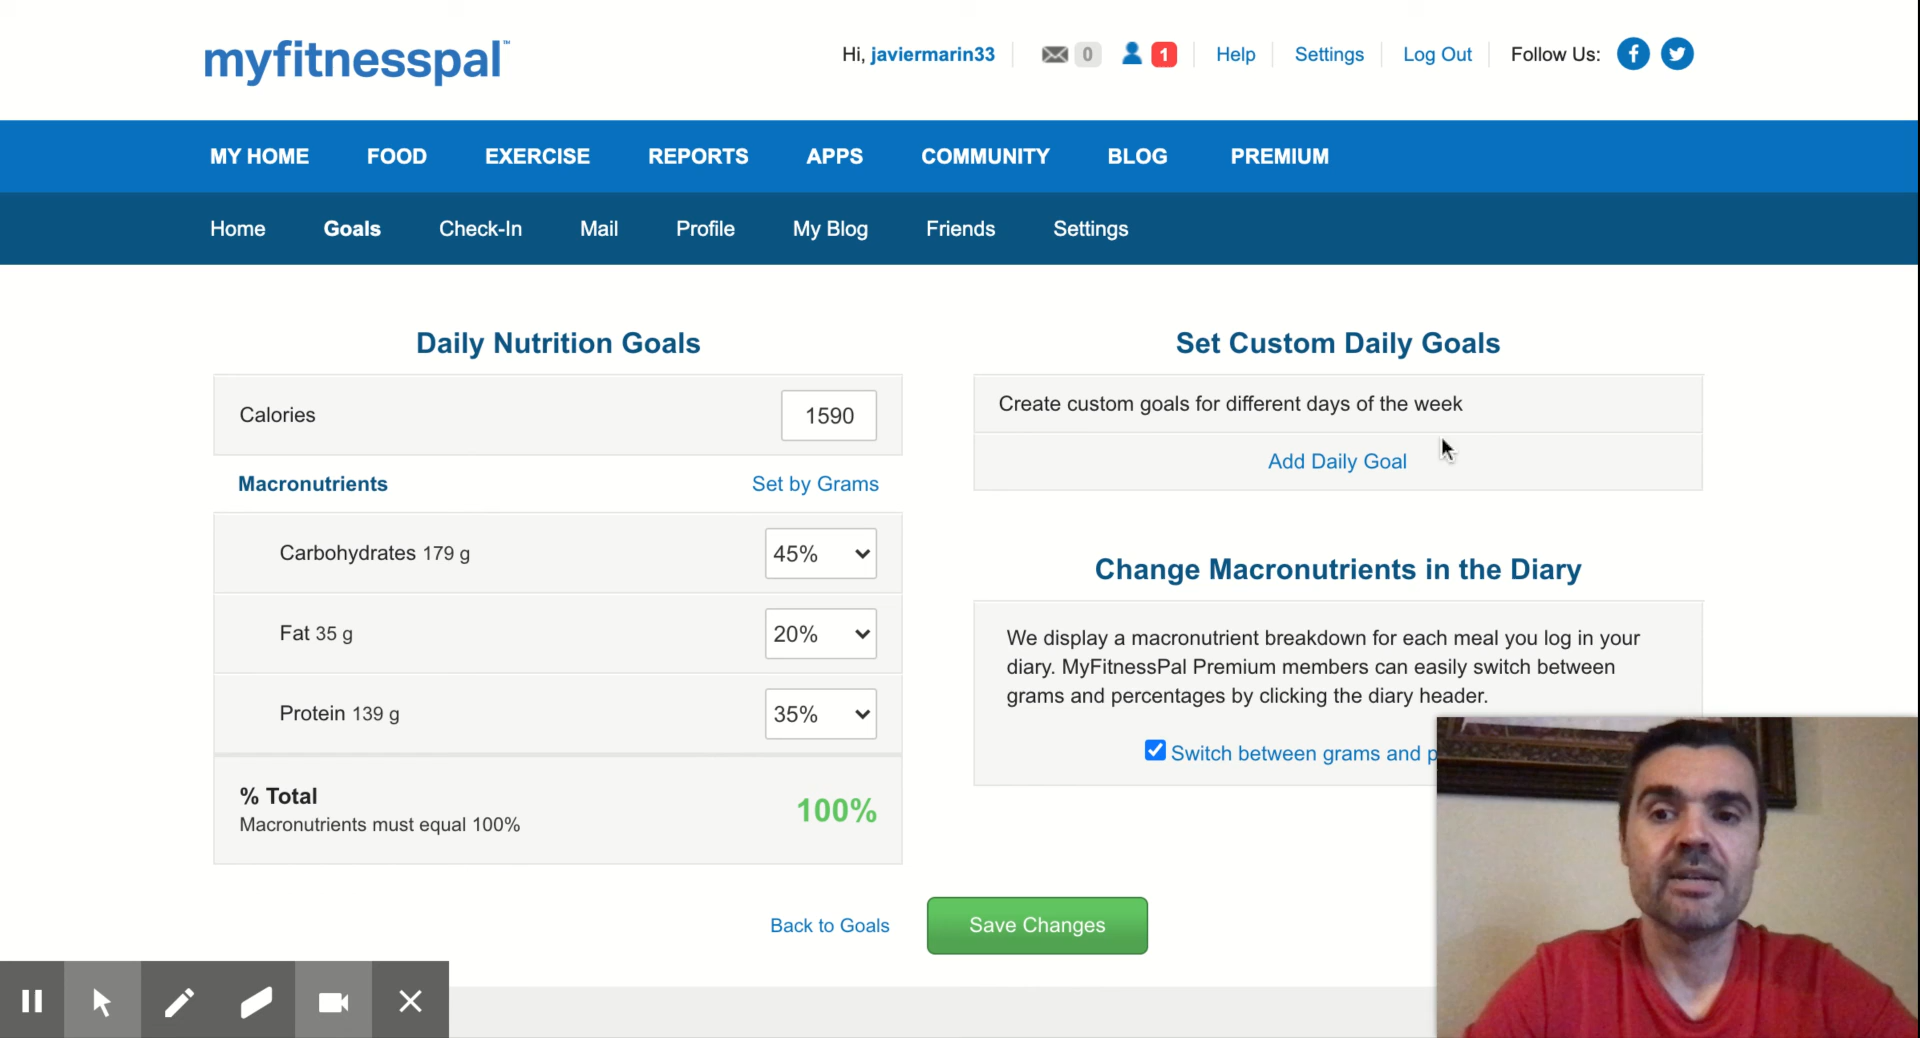 myfitnesspal™
Hi, javiermarin33 0 1 Help Settings Log Out Follow Us:
MY HOME FOOD EXERCISE REPORTS APPS COMMUNITY BLOG PREMIUM
Home Goals Check-In Mail Profile My Blog Friends Settings
Daily Nutrition Goals
Calories 1590
Macronutrients Set by Grams
Carbohydrates 179 g 45%
Fat 35 g 20%
Protein 139 g 35%
% Total
Macronutrients must equal 100%
100%
Set Custom Daily Goals
Create custom goals for different days of the week
Add Daily Goal
Change Macronutrients in the Diary
We display a macronutrient breakdown for each meal you log in your
diary. MyFitnessPal Premium members can easily switch between
grams and percentages by clicking the diary header.
Switch between grams and p
Back to Goals Save Changes